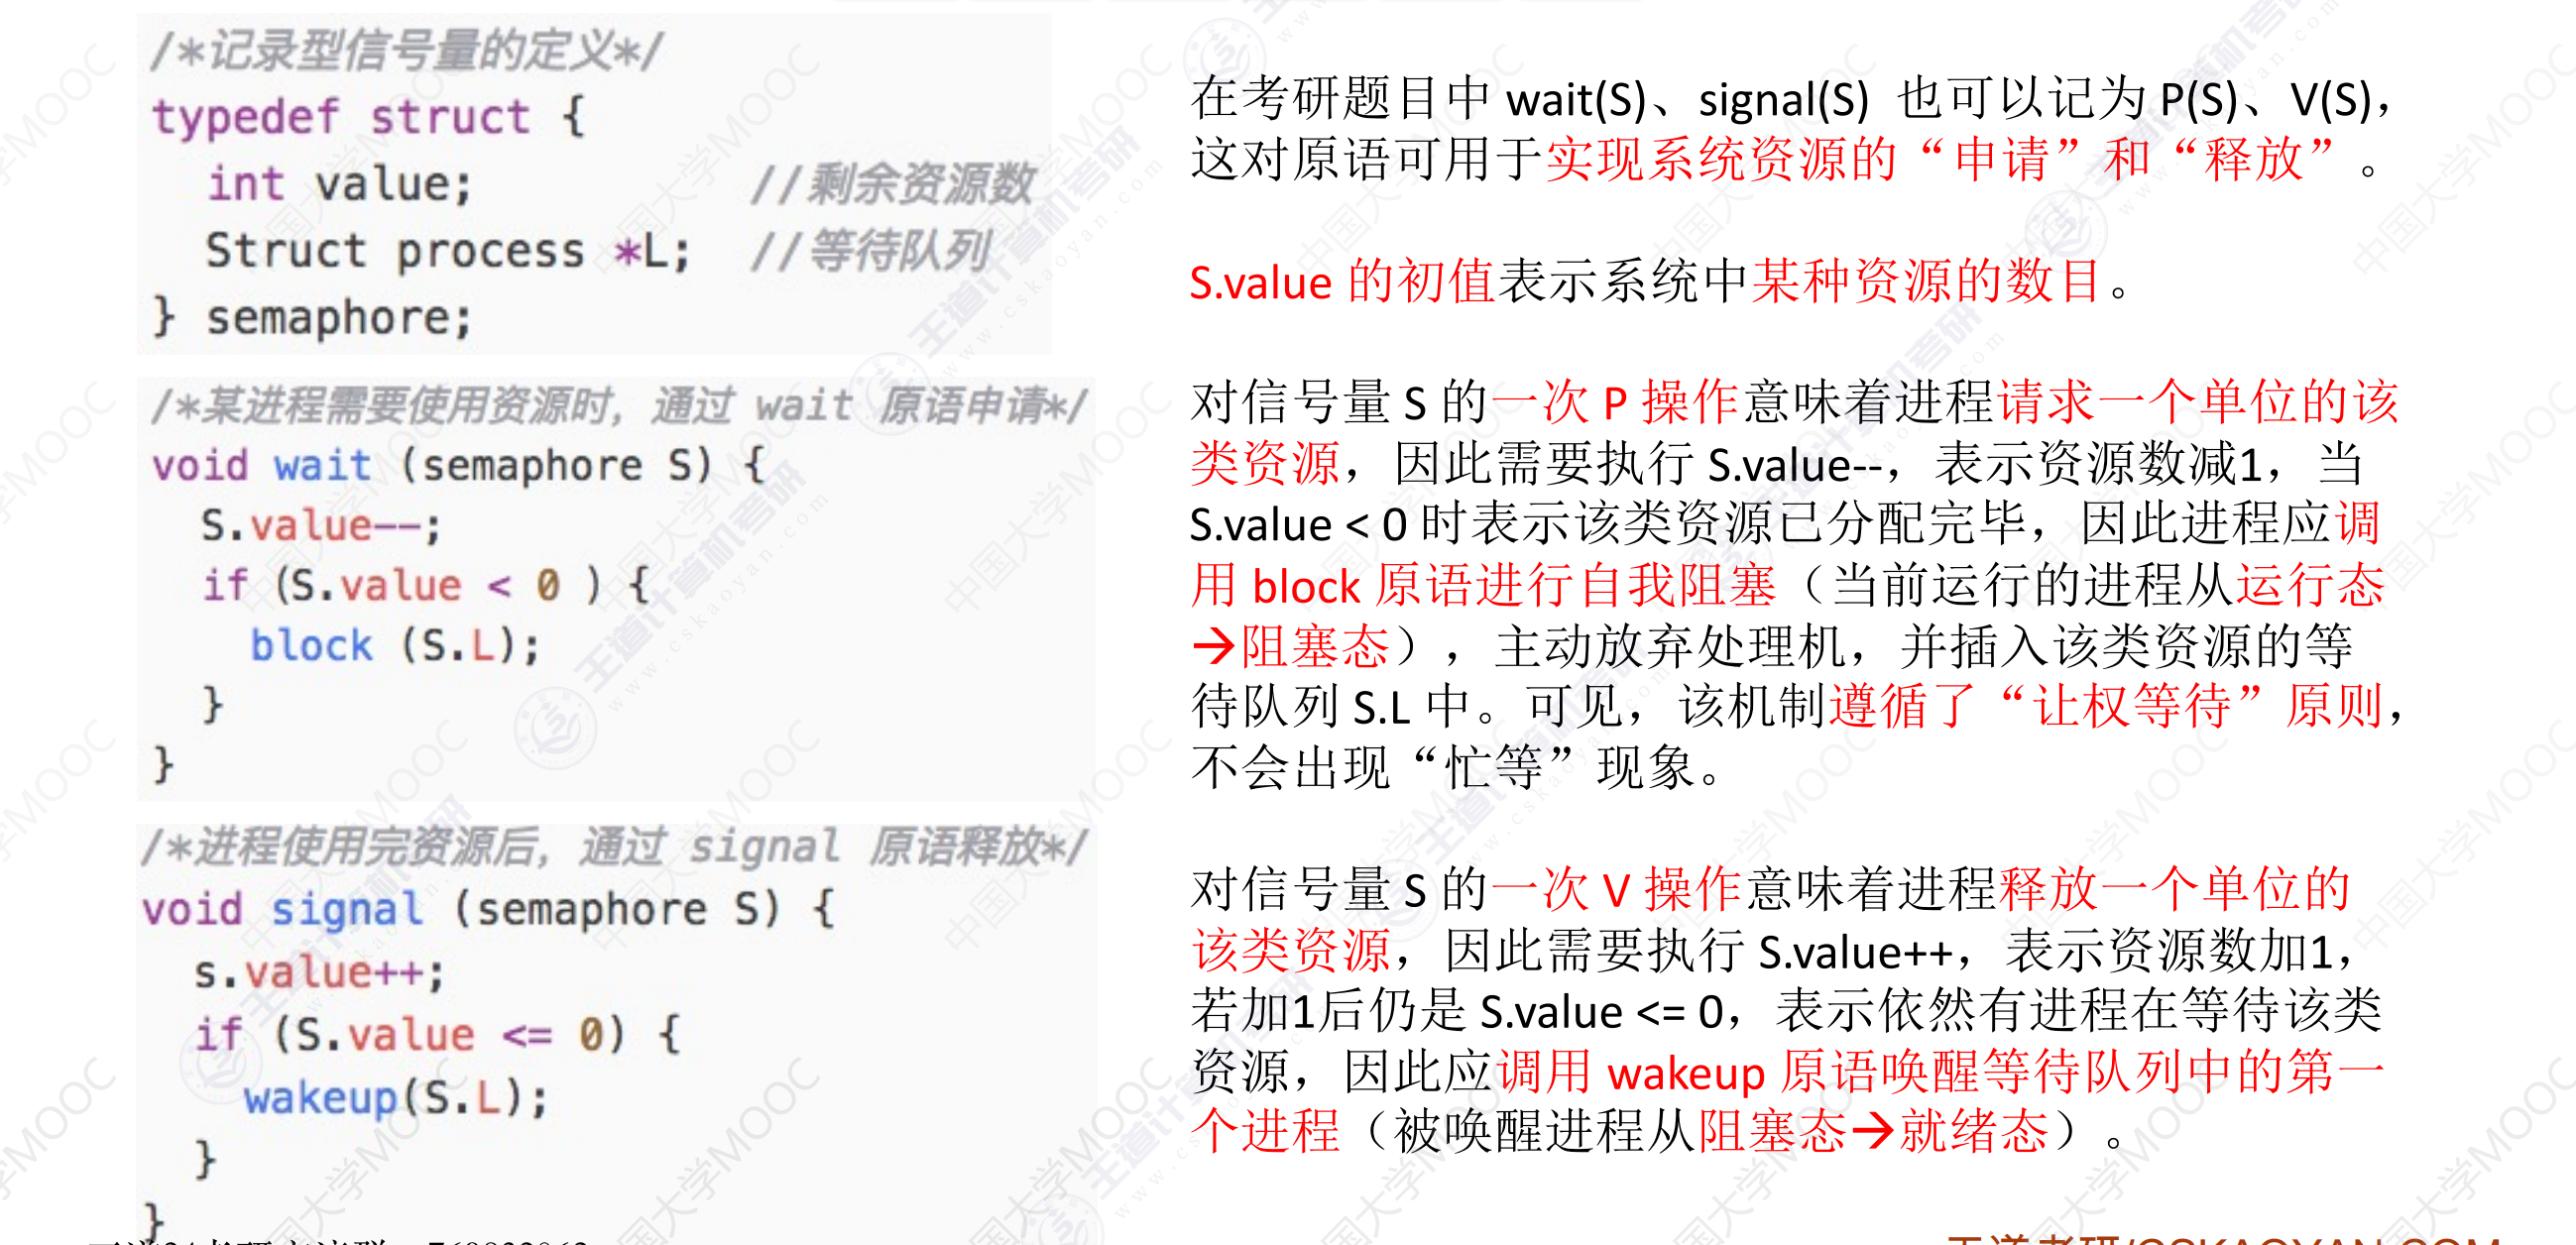 /*记录型信号量的定义*/
typedef struct {
int value; //剩余资源数
Struct process *L; //等待队列
} semaphore;
/*某进程需要使用资源时，通过 wait 原语申请*/
void wait (semaphore S) {
S.value--;
if (S.value < 0 ) {
block (S.L);
}
}
/*进程使用完资源后，通过 signal 原语释放*/
void signal (semaphore S) {
s.value++;
if (S.value <= 0) {
wakeup(S.L);
}
}
在考研题目中 wait(S)、signal(S) 也可以记为 P(S)、V(S)，
这对原语可用于实现系统资源的“申请”和“释放”。
S.value 的初值表示系统中某种资源的数目。
对信号量 S 的一次 P 操作意味着进程请求一个单位的该
类资源，因此需要执行 S.value--，表示资源数减1，当
S.value < 0 时表示该类资源已分配完毕，因此进程应调
用 block 原语进行自我阻塞（当前运行的进程从运行态
→阻塞态），主动放弃处理机，并插入该类资源的等
待队列 S.L 中。可见，该机制遵循了“让权等待”原则，
不会出现“忙等”现象。
对信号量 S 的一次 V 操作意味着进程释放一个单位的
该类资源，因此需要执行 S.value++，表示资源数加1，
若加1后仍是 S.value <= 0，表示依然有进程在等待该类
资源，因此应调用 wakeup 原语唤醒等待队列中的第一
个进程（被唤醒进程从阻塞态→就绪态）。
王道考研/CSKAOYAN.COM
中国大学MOOC
王道计算机考研
www.cskaoyan.com